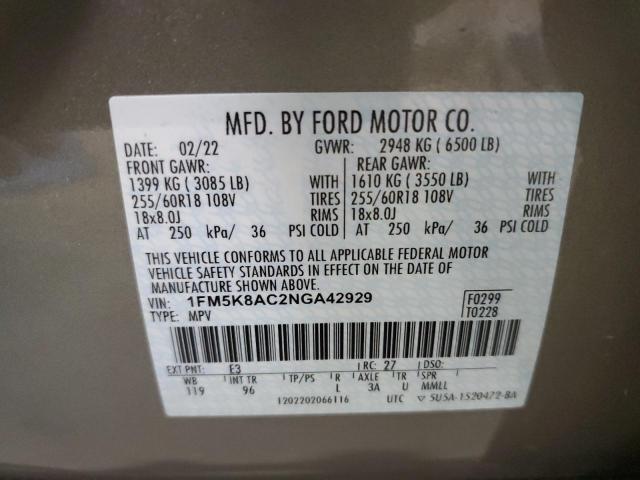 MFD. BY FORD MOTOR CO.
DATE: 02/22 GVWR: 2948 KG ( 6500 LB)
FRONT GAWR: REAR GAWR:
1399 KG ( 3085 LB) WITH 1610 KG ( 3550 LB) WITH
255/60R18 108V TIRES 255/60R18 108V TIRES
18x8.0J RIMS 18x8.0J RIMS
AT 250 kPa/ 36 PSI COLD AT 250 kPa/ 36 PSI COLD
THIS VEHICLE CONFORMS TO ALL APPLICABLE FEDERAL MOTOR
VEHICLE SAFETY STANDARDS IN EFFECT ON THE DATE OF
MANUFACTURE SHOWN ABOVE.
VIN: 1FM5K8AC2NGA42929 F0299
TYPE: MPV T0228
EXT PNT: E3 RC: 27 DSO:
WB INT TR TP/PS R AXLE TR SPR
119 96 L 3A U MMLL
1202202066116 UTC ▽ 5U5A-1520472-BA